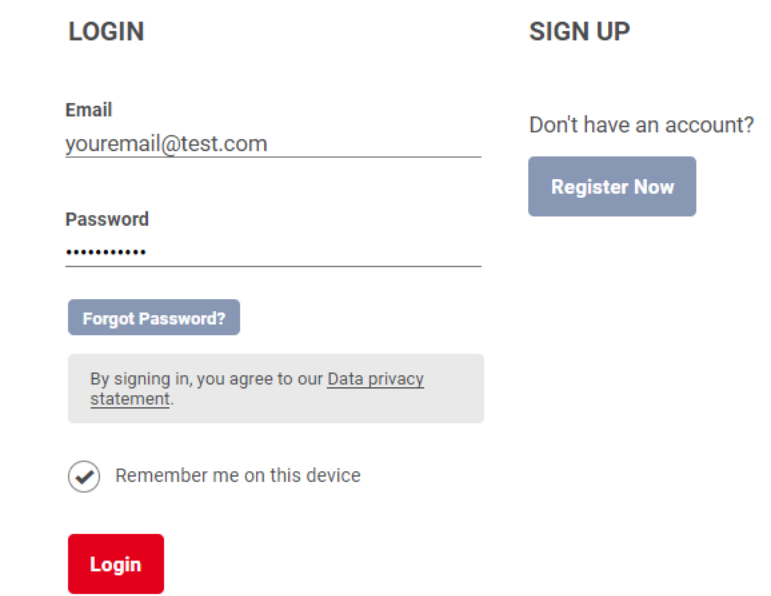 LOGIN
Email
youremail@test.com
Password
•••••••••••
Forgot Password?
By signing in, you agree to our Data privacy
statement.
Remember me on this device
Login
SIGN UP
Don't have an account?
Register Now